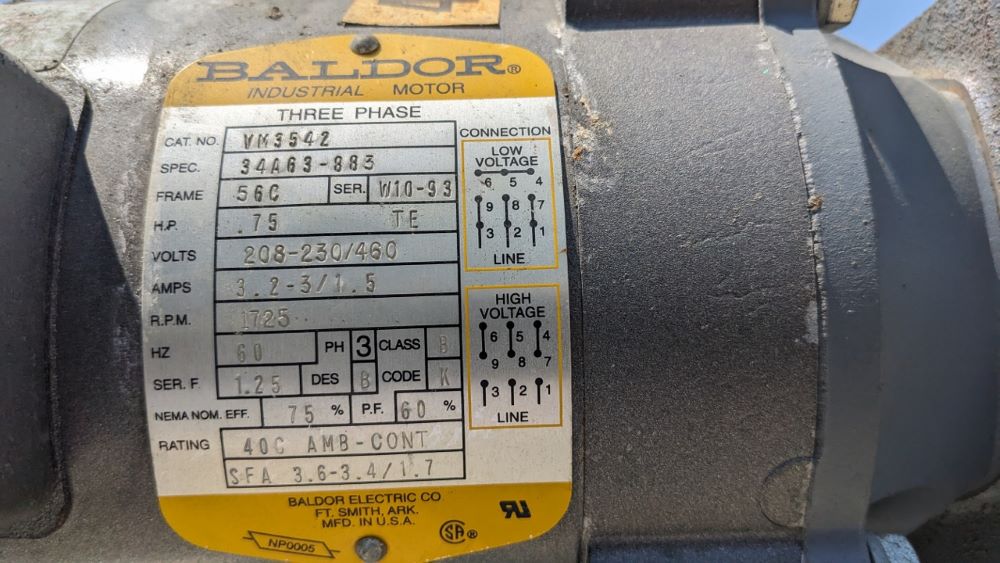 BALDOR®
INDUSTRIAL MOTOR
THREE PHASE
CAT. NO. VM3542
SPEC. 34A63-883
FRAME 56C SER. W10-93
H.P. .75 TE
VOLTS 208-230/460
AMPS 3.2-3/1.5
R.P.M. 1725
HZ 60 PH 3 CLASS B
SER. F. 1.25 DES B CODE K
NEMA NOM. EFF. 75 % P.F. 60 %
RATING 40C AMB-CONT
SFA 3.6-3.4/1.7
CONNECTION
LOW
VOLTAGE
6 5 4
9 8 7
3 2 1
LINE
HIGH
VOLTAGE
6 5 4
9 8 7
3 2 1
LINE
BALDOR ELECTRIC CO
FT. SMITH, ARK.
MFD. IN U.S.A.
NP0005
SA®
RU